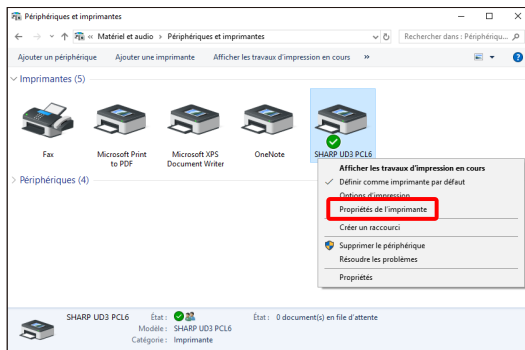 Périphériques et imprimantes
« Matériel et audio > Périphériques et imprimantes
Rechercher dans : Périphériqu...
Ajouter un périphérique Ajouter une imprimante Afficher les travaux d'impression en cours »
Imprimantes (5)
Fax
Microsoft Print to PDF
Microsoft XPS Document Writer
OneNote
SHARP UD3 PCL6
Périphériques (4)
Afficher les travaux d'impression en cours
Définir comme imprimante par défaut
Options d'impression
Propriétés de l'imprimante
Créer un raccourci
Supprimer le périphérique
Résoudre les problèmes
Propriétés
SHARP UD3 PCL6 État : État : 0 document(s) en file d'attente
Modèle : SHARP UD3 PCL6
Catégorie : Imprimante